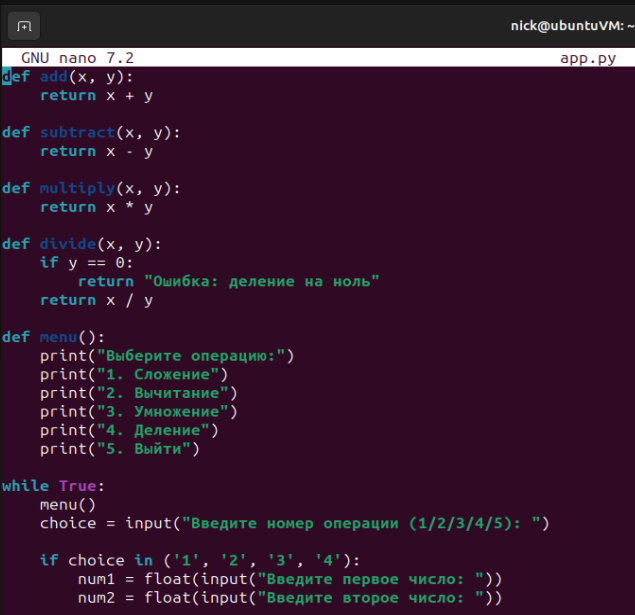 nick@ubuntuVM: ~
GNU nano 7.2 app.py
def add(x, y):
    return x + y

def subtract(x, y):
    return x - y

def multiply(x, y):
    return x * y

def divide(x, y):
    if y == 0:
        return "Ошибка: деление на ноль"
    return x / y

def menu():
    print("Выберите операцию:")
    print("1. Сложение")
    print("2. Вычитание")
    print("3. Умножение")
    print("4. Деление")
    print("5. Выйти")

while True:
    menu()
    choice = input("Введите номер операции (1/2/3/4/5): ")

    if choice in ('1', '2', '3', '4'):
        num1 = float(input("Введите первое число: "))
        num2 = float(input("Введите второе число: "))